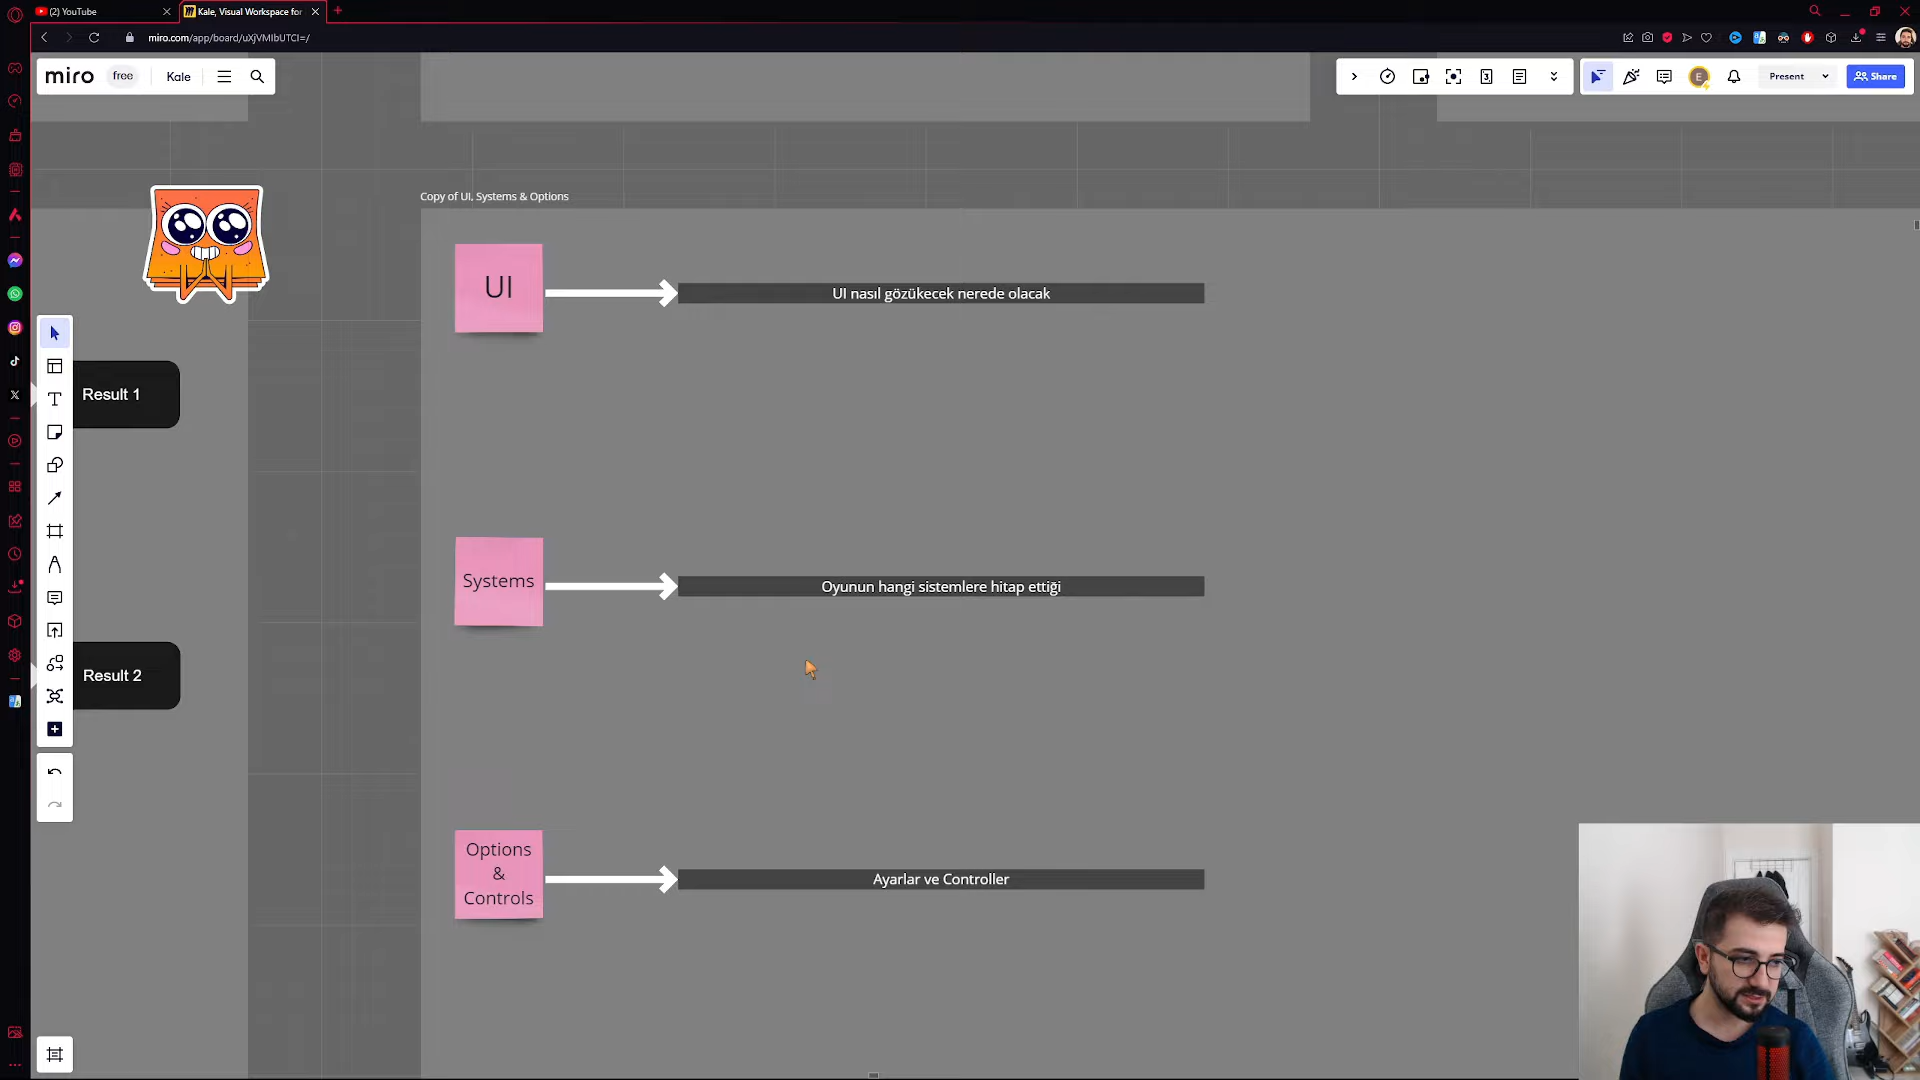 (2) YouTube
Kale, Visual Workspace for
miro.com/app/board/uXjVMIbUTCI=/
miro
free
Kale
Present
Share
E
Copy of UI, Systems & Options
UI
UI nasıl gözükecek nerede olacak
Result 1
Systems
Oyunun hangi sistemlere hitap ettiği
Result 2
Options
&
Controls
Ayarlar ve Controller